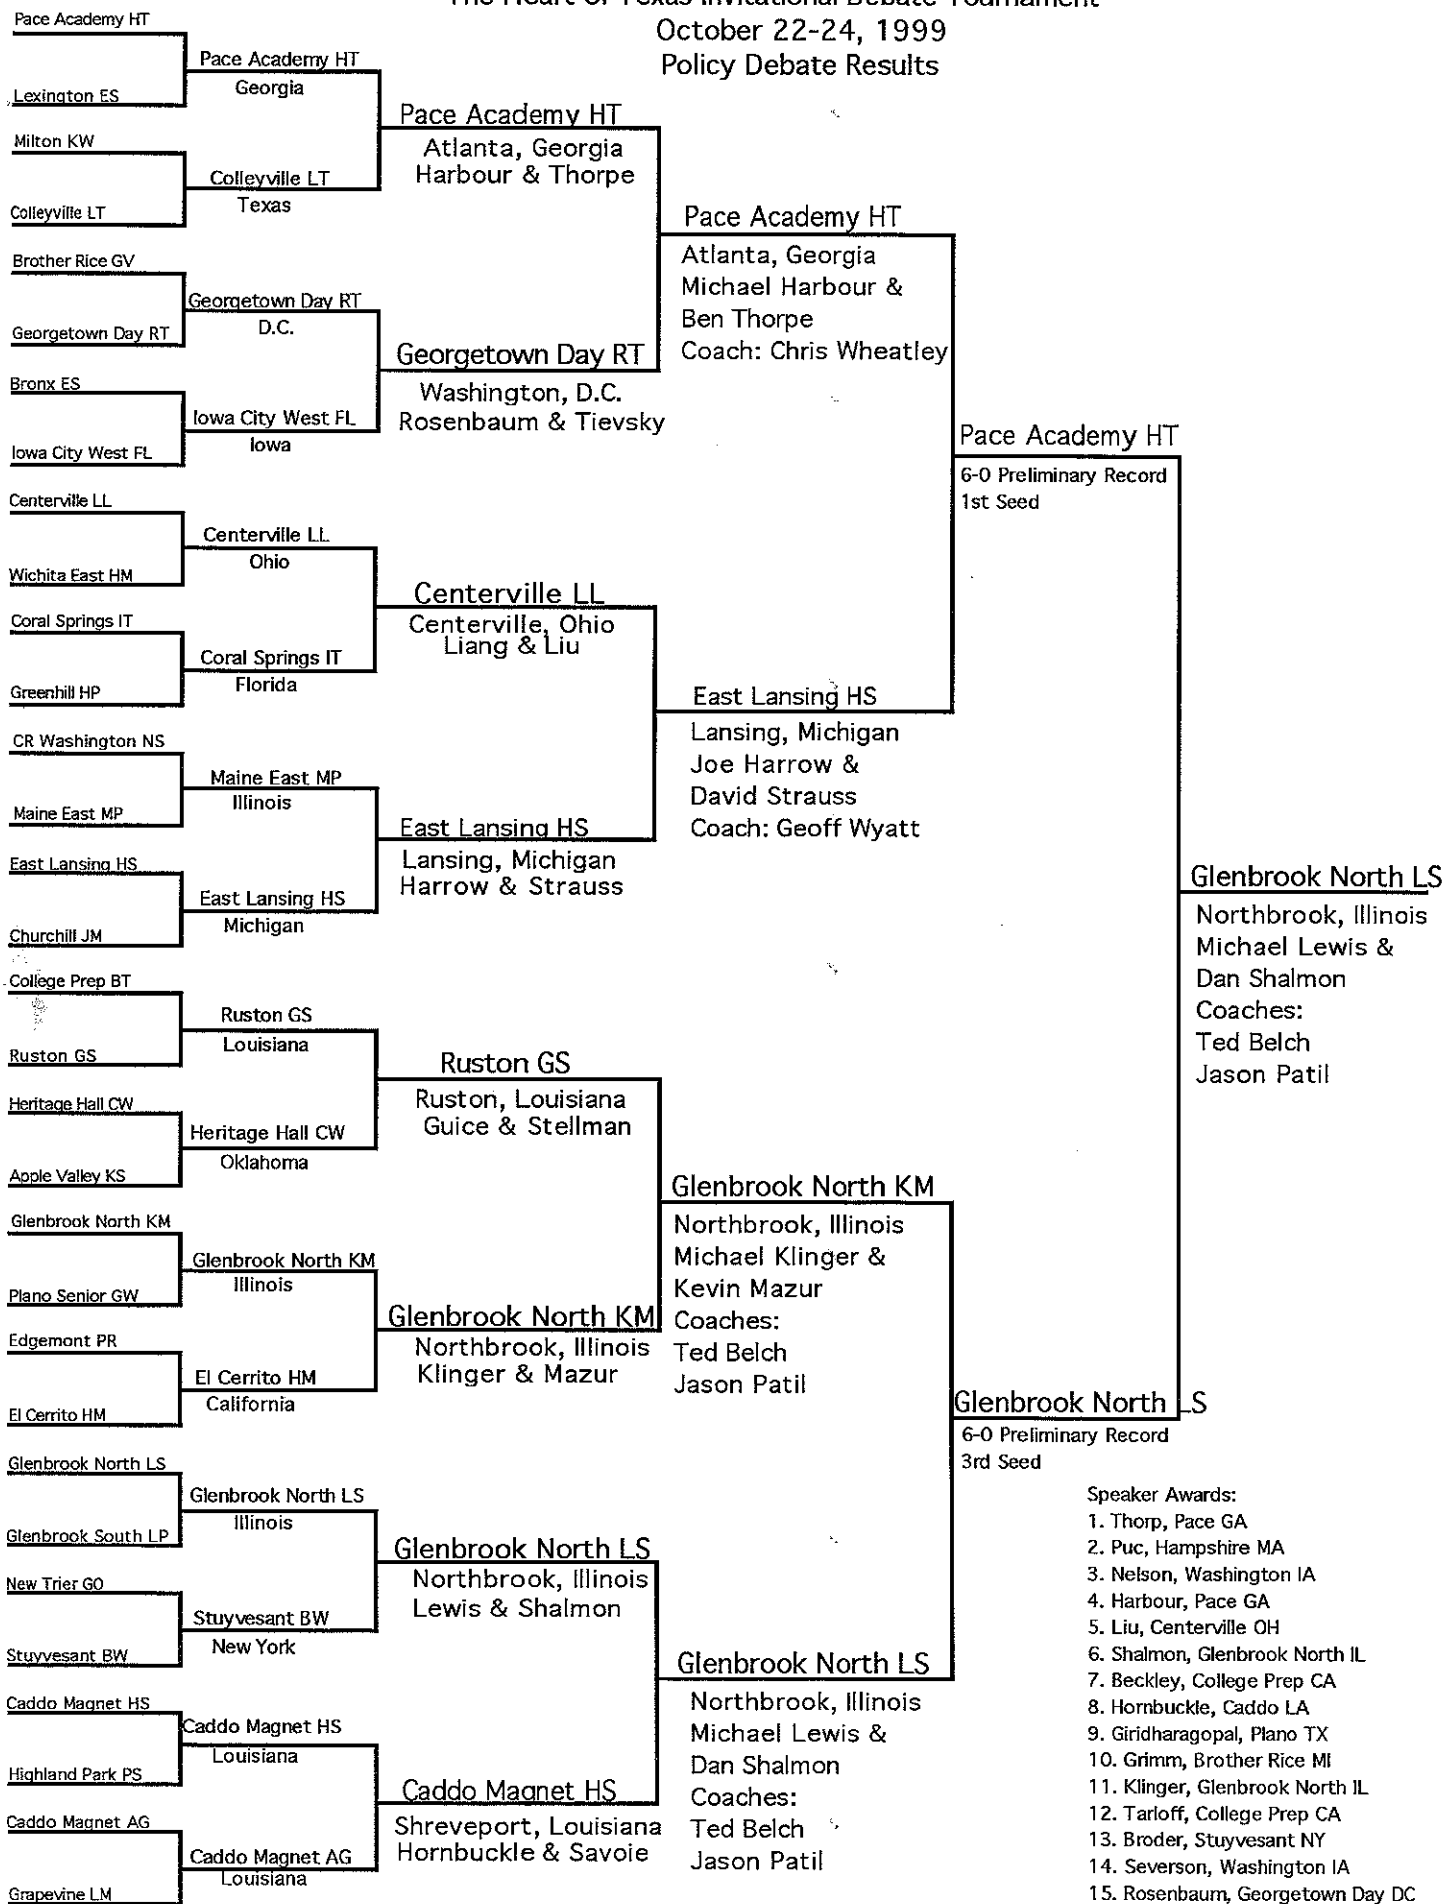 The Heart of Texas Invitational Debate Tournament
October 22-24, 1999
Policy Debate Results
Pace Academy HT
Lexington ES
Milton KW
Colleyville LT
Brother Rice GV
Georgetown Day RT
Bronx ES
Iowa City West FL
Centerville LL
Wichita East HM
Coral Springs IT
Greenhill HP
CR Washington NS
Maine East MP
East Lansing HS
Churchill JM
College Prep BT
Ruston GS
Heritage Hall CW
Apple Valley KS
Glenbrook North KM
Plano Senior GW
Edgemont PR
El Cerrito HM
Glenbrook North LS
Glenbrook South LP
New Trier GO
Stuyvesant BW
Caddo Magnet HS
Highland Park PS
Caddo Magnet AG
Grapevine LM
Pace Academy HT
Georgia
Colleyville LT
Texas
Georgetown Day RT
D.C.
Iowa City West FL
Iowa
Centerville LL
Ohio
Coral Springs IT
Florida
Maine East MP
Illinois
East Lansing HS
Michigan
Ruston GS
Louisiana
Heritage Hall CW
Oklahoma
Glenbrook North KM
Illinois
El Cerrito HM
California
Glenbrook North LS
Illinois
Stuyvesant BW
New York
Caddo Magnet HS
Louisiana
Caddo Magnet AG
Louisiana
Pace Academy HT
Atlanta, Georgia
Harbour & Thorpe
Georgetown Day RT
Washington, D.C.
Rosenbaum & Tievsky
Centerville LL
Centerville, Ohio
Liang & Liu
East Lansing HS
Lansing, Michigan
Harrow & Strauss
Ruston GS
Ruston, Louisiana
Guice & Stellman
Glenbrook North KM
Northbrook, Illinois
Klinger & Mazur
Glenbrook North LS
Northbrook, Illinois
Lewis & Shalmon
Caddo Magnet HS
Shreveport, Louisiana
Hornbuckle & Savoie
Pace Academy HT
Atlanta, Georgia
Michael Harbour &
Ben Thorpe
Coach: Chris Wheatley
East Lansing HS
Lansing, Michigan
Joe Harrow &
David Strauss
Coach: Geoff Wyatt
Glenbrook North KM
Northbrook, Illinois
Michael Klinger &
Kevin Mazur
Coaches:
Ted Belch
Jason Patil
Glenbrook North LS
Northbrook, Illinois
Michael Lewis &
Dan Shalmon
Coaches:
Ted Belch
Jason Patil
Pace Academy HT
6-0 Preliminary Record
1st Seed
Glenbrook North LS
6-0 Preliminary Record
3rd Seed
Glenbrook North LS
Northbrook, Illinois
Michael Lewis &
Dan Shalmon
Coaches:
Ted Belch
Jason Patil
Speaker Awards:
1. Thorp, Pace GA
2. Puc, Hampshire MA
3. Nelson, Washington IA
4. Harbour, Pace GA
5. Liu, Centerville OH
6. Shalmon, Glenbrook North IL
7. Beckley, College Prep CA
8. Hornbuckle, Caddo LA
9. Giridharagopal, Plano TX
10. Grimm, Brother Rice MI
11. Klinger, Glenbrook North IL
12. Tarloff, College Prep CA
13. Broder, Stuyvesant NY
14. Severson, Washington IA
15. Rosenbaum, Georgetown Day DC